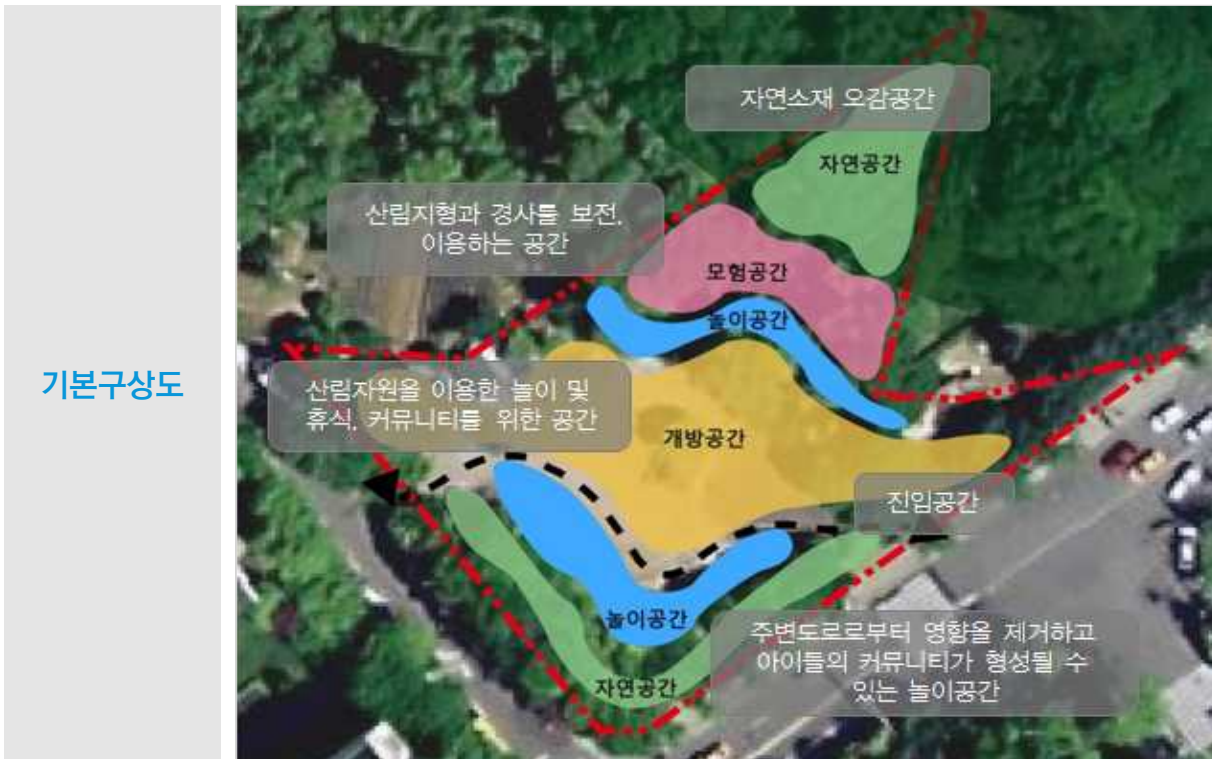 기본구상도
자연소재 오감공간
자연공간
산림지형과 경사를 보전,
이용하는 공간
모험공간
놀이공간
산림자원을 이용한 놀이 및
휴식, 커뮤니티를 위한 공간
개방공간
진입공간
놀이공간
주변도로로부터 영향을 제거하고
아이들의 커뮤니티가 형성될 수
있는 놀이공간
자연공간